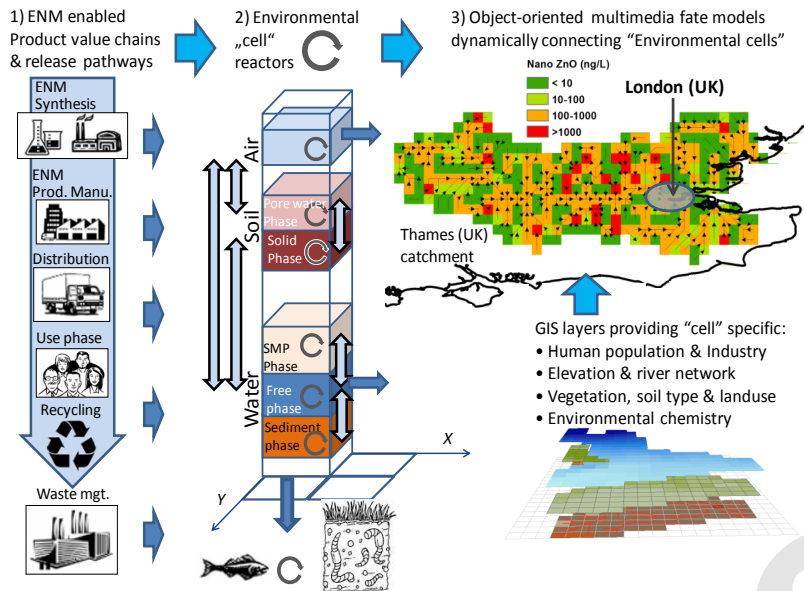 1) ENM enabled
Product value chains
& release pathways
2) Environmental
„cell“
reactors
3) Object-oriented multimedia fate models
dynamically connecting “Environmental cells”
ENM
Synthesis
ENM
Prod. Manu.
Distribution
Use phase
Recycling
Waste mgt.
Air
Soil
Pore water
Phase
Solid
Phase
Water
SMP
Phase
Free
phase
Sediment
phase
X
Y
Nano ZnO (ng/L)
< 10
10-100
100-1000
>1000
London (UK)
Thames (UK)
catchment
GIS layers providing “cell” specific:
• Human population & Industry
• Elevation & river network
• Vegetation, soil type & landuse
• Environmental chemistry